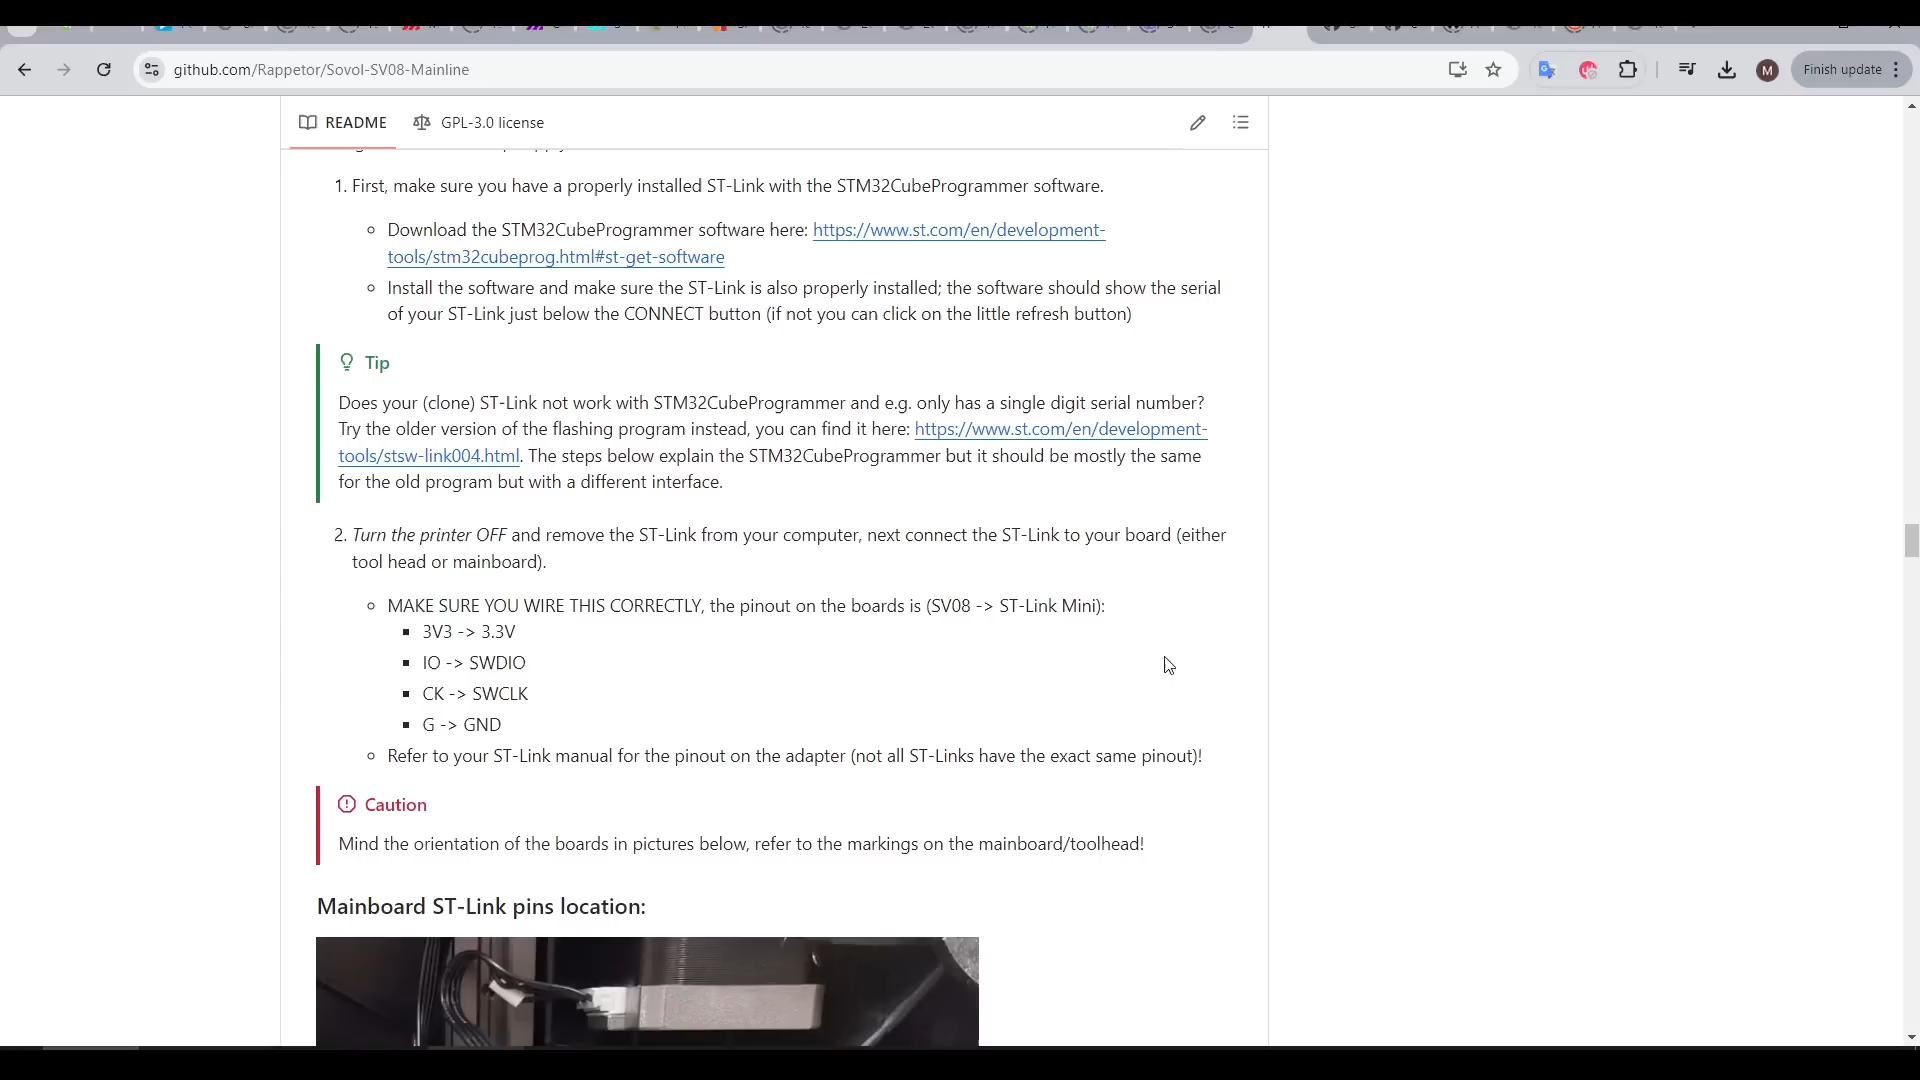 github.com/Rappetor/Sovol-SV08-Mainline
M
Finish update
README
GPL-3.0 license
1. First, make sure you have a properly installed ST-Link with the STM32CubeProgrammer software.
Download the STM32CubeProgrammer software here: https://www.st.com/en/development-
tools/stm32cubeprog.html#st-get-software
Install the software and make sure the ST-Link is also properly installed; the software should show the serial
of your ST-Link just below the CONNECT button (if not you can click on the little refresh button)
Tip
Does your (clone) ST-Link not work with STM32CubeProgrammer and e.g. only has a single digit serial number?
Try the older version of the flashing program instead, you can find it here: https://www.st.com/en/development-
tools/stsw-link004.html. The steps below explain the STM32CubeProgrammer but it should be mostly the same
for the old program but with a different interface.
2. Turn the printer OFF and remove the ST-Link from your computer, next connect the ST-Link to your board (either
tool head or mainboard).
MAKE SURE YOU WIRE THIS CORRECTLY, the pinout on the boards is (SV08 -> ST-Link Mini):
3V3 -> 3.3V
IO -> SWDIO
CK -> SWCLK
G -> GND
Refer to your ST-Link manual for the pinout on the adapter (not all ST-Links have the exact same pinout)!
Caution
Mind the orientation of the boards in pictures below, refer to the markings on the mainboard/toolhead!
Mainboard ST-Link pins location: